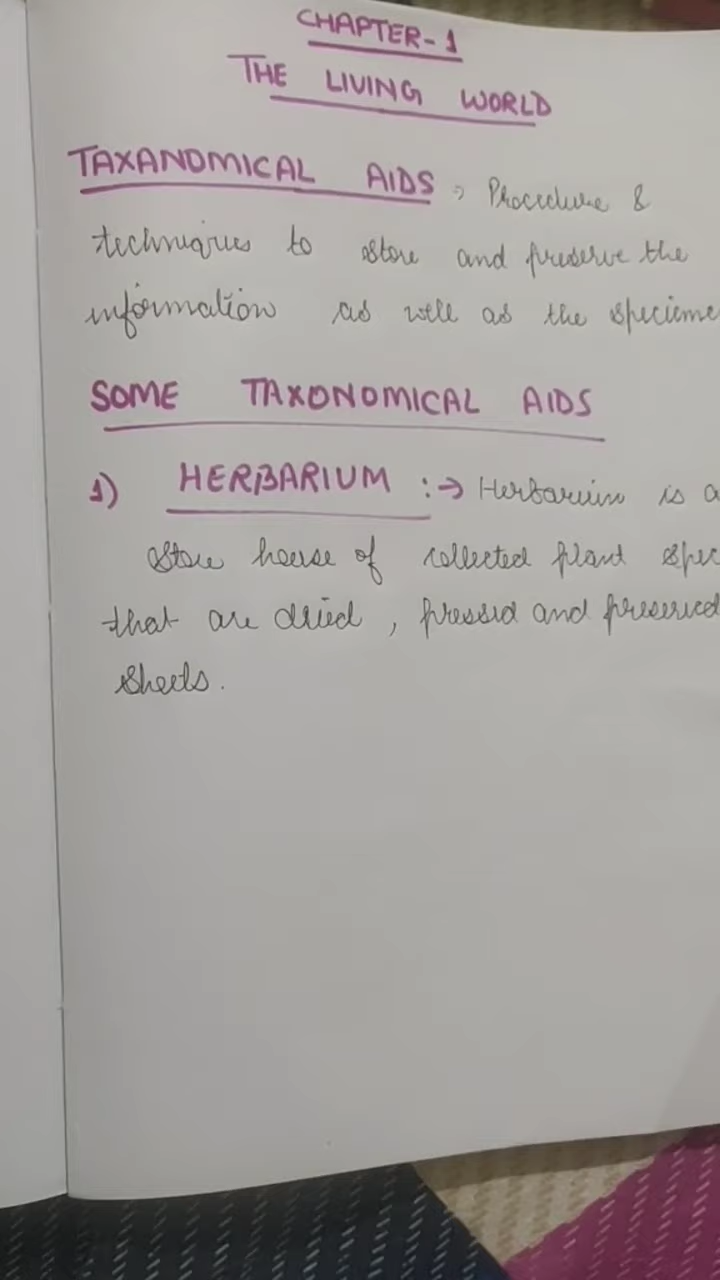 CHAPTER-1
THE LIVING WORLD
TAXANOMICAL AIDS → Procedure &
techniques to store and preserve the
information as well as the specime
SOME TAXONOMICAL AIDS
1) HERBARIUM :→ Herbarium is a
store house of collected plant spec
that are dried, pressed and preserved
sheets.